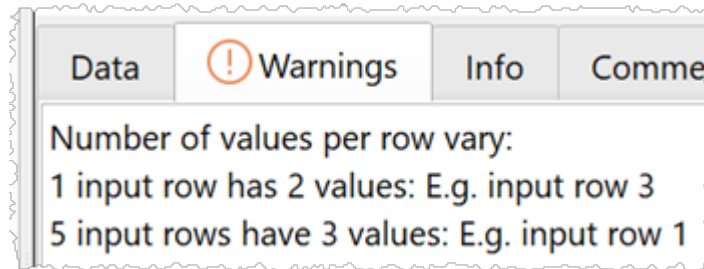 Data Warnings Info Comme
Number of values per row vary:
1 input row has 2 values: E.g. input row 3
5 input rows have 3 values: E.g. input row 1